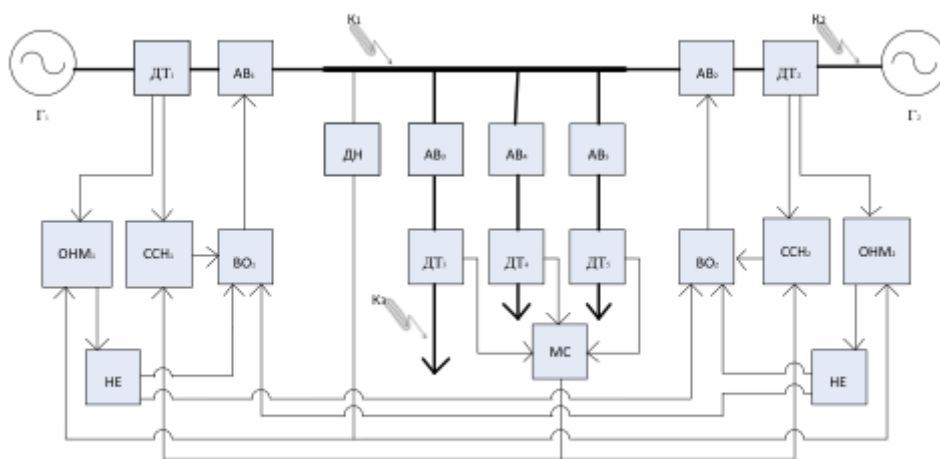 К₁
К₂
ДТ₁
АВ₁
АВ₂
ДТ₂
Г₁
Г₂
ДН
АВ₃
АВ₄
АВ₅
ОНМ₁
ССН₁
ВО₁
ДТ₃
ДТ₄
ДТ₅
ВО₂
ССН₂
ОНМ₂
К₃
МС
НЕ
НЕ